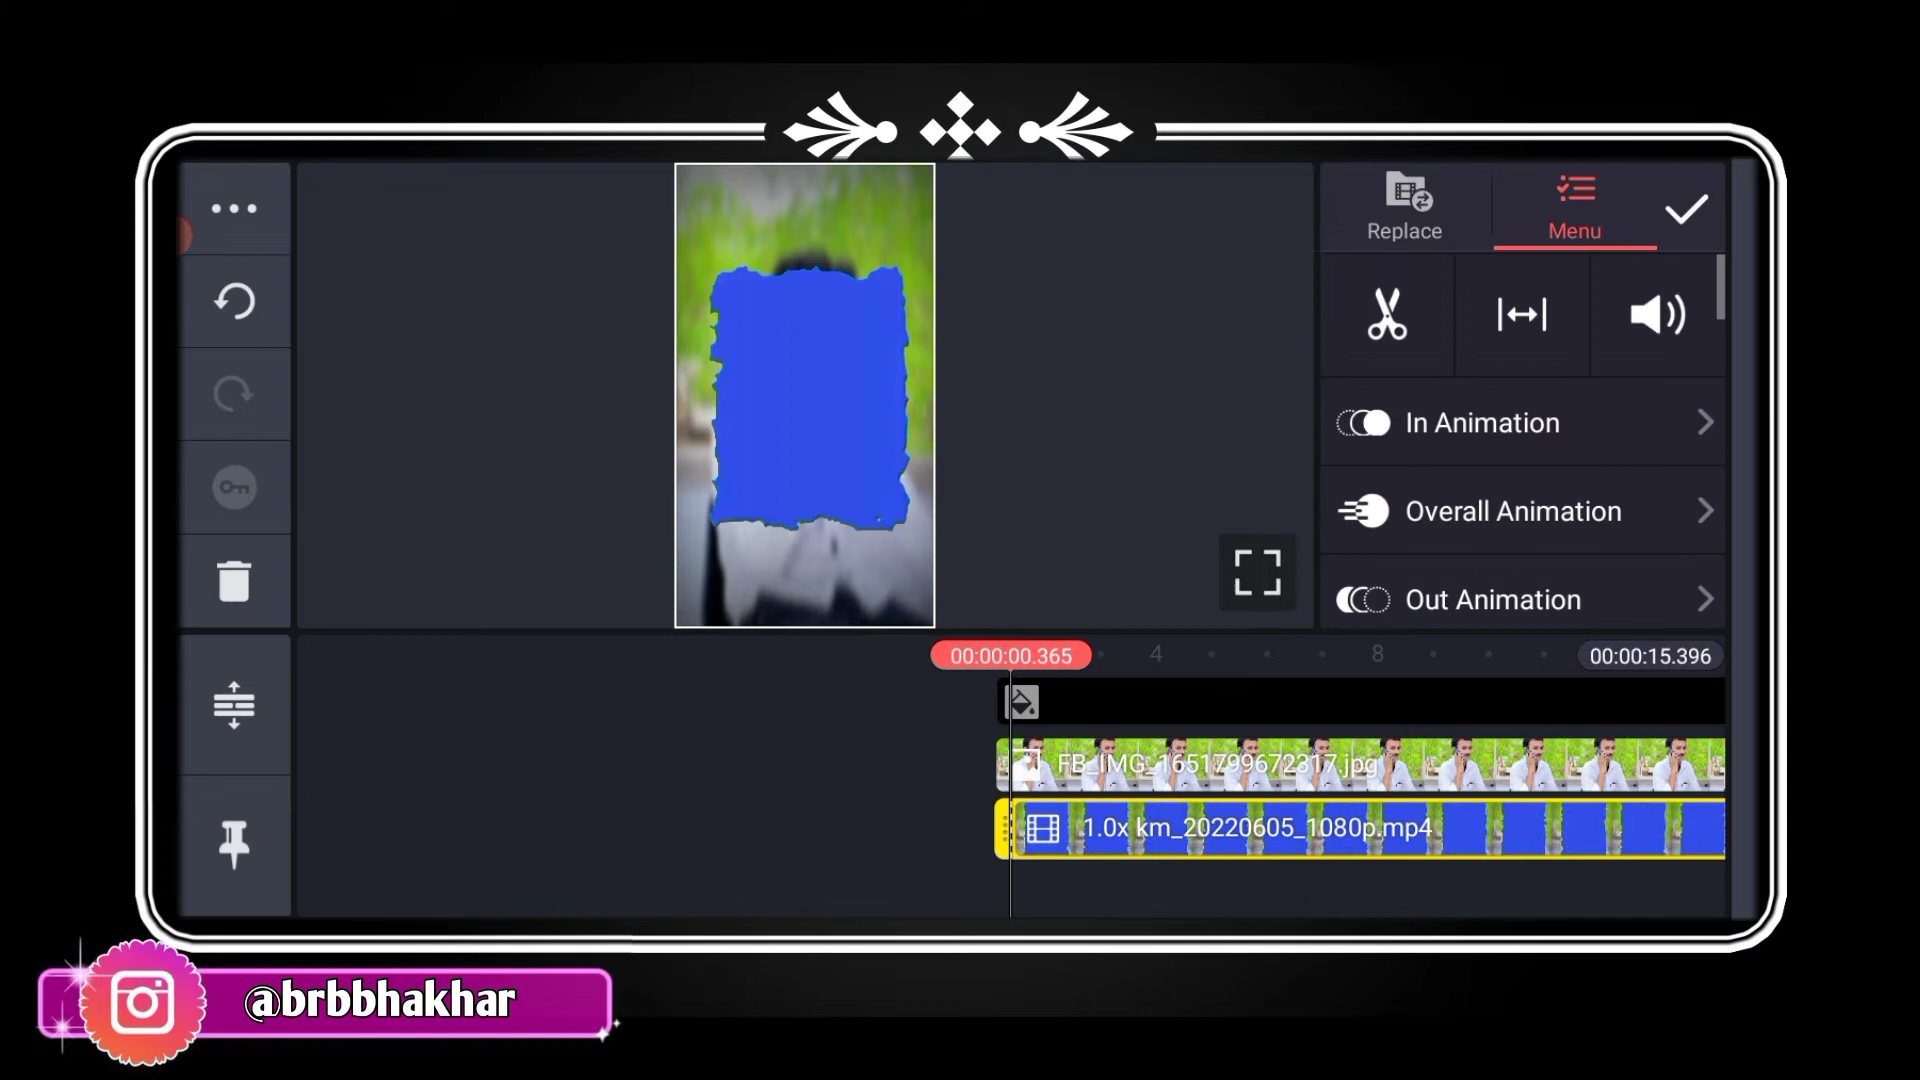 Replace
Menu
In Animation
Overall Animation
Out Animation
00:00:00.365
4
8
00:00:15.396
FB_IMG_1651799672317.jpg
1.0x km_20220605_1080p.mp4
@brbbhakhar